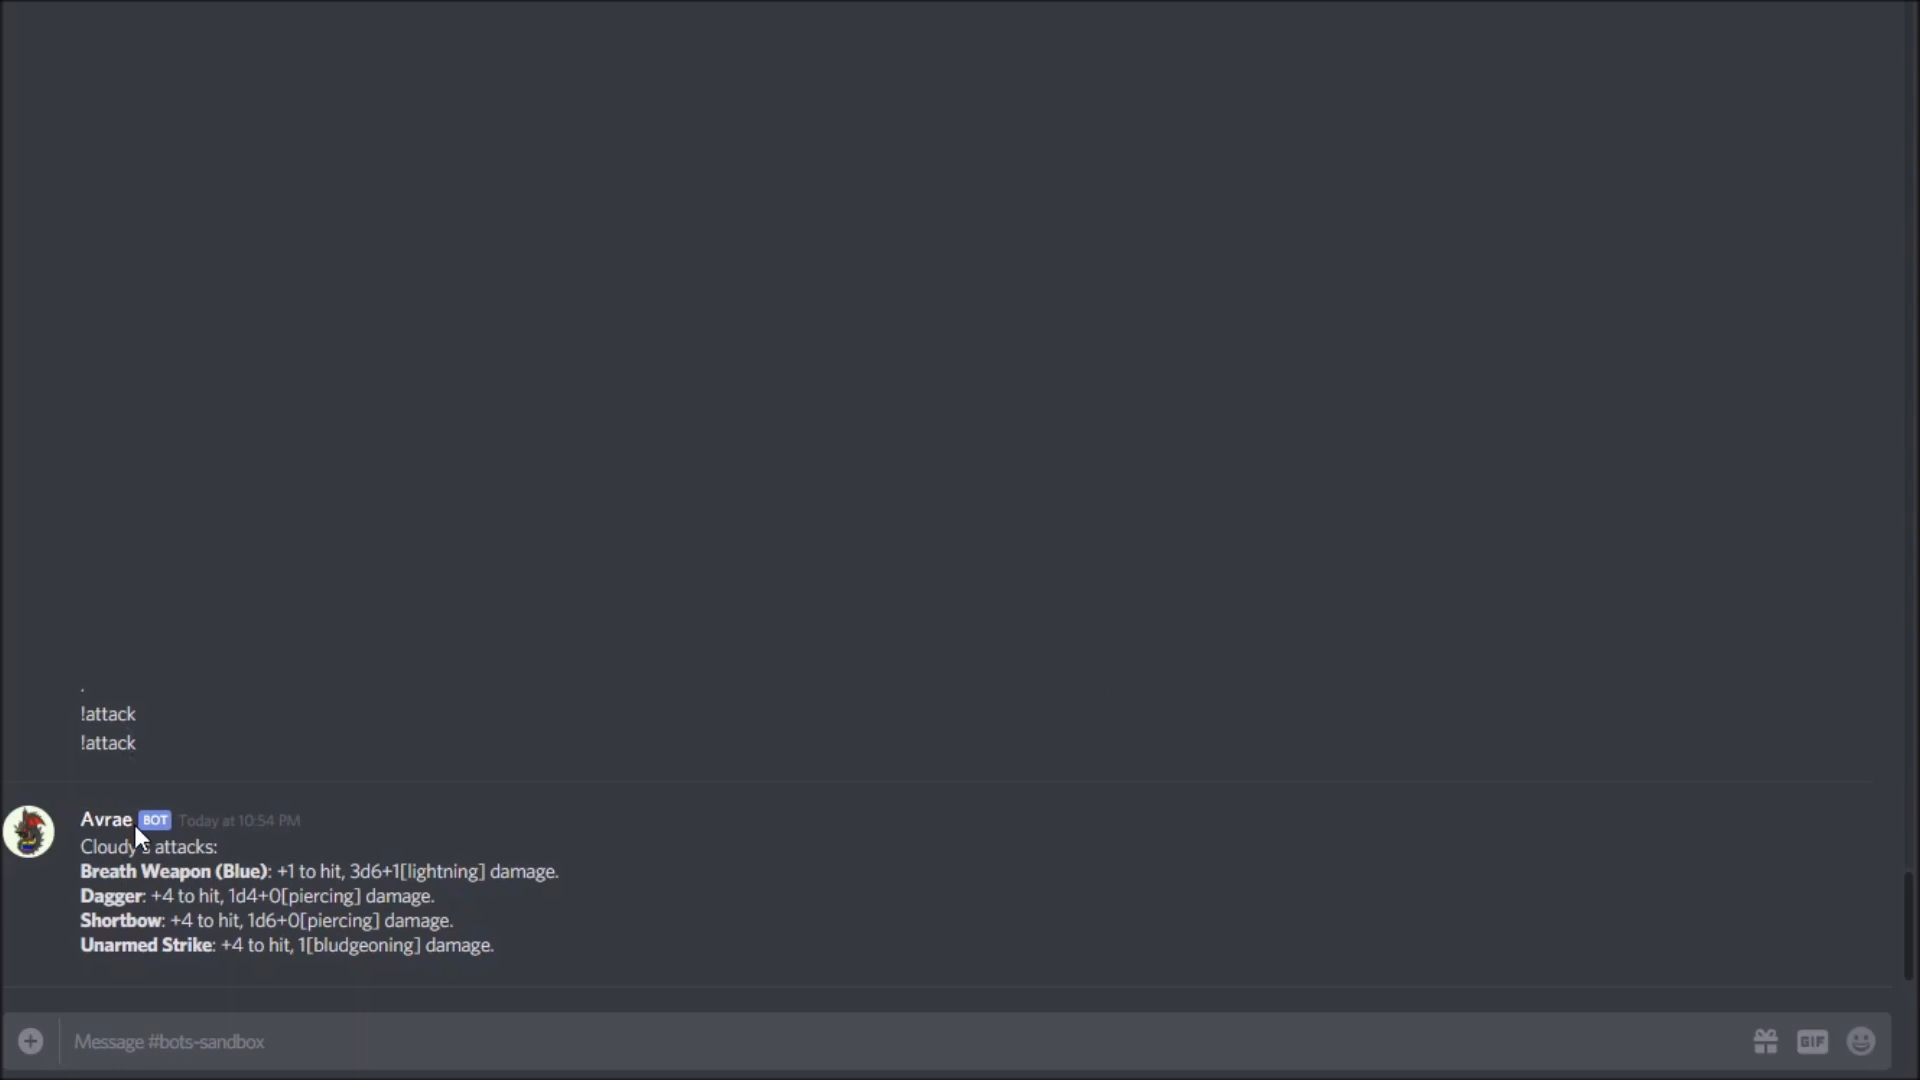 .
!attack
!attack
Avrae BOT Today at 10:54 PM
Cloudy's attacks:
Breath Weapon (Blue): +1 to hit, 3d6+1[lightning] damage.
Dagger: +4 to hit, 1d4+0[piercing] damage.
Shortbow: +4 to hit, 1d6+0[piercing] damage.
Unarmed Strike: +4 to hit, 1[bludgeoning] damage.
Message #bots-sandbox
GIF